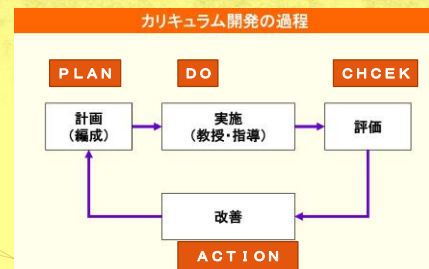 カリキュラム開発の過程
ＰＬＡＮ
ＤＯ
ＣＨＣＥＫ
計画
(編成)
実施
(教授・指導)
評価
改善
ＡＣＴＩＯＮ